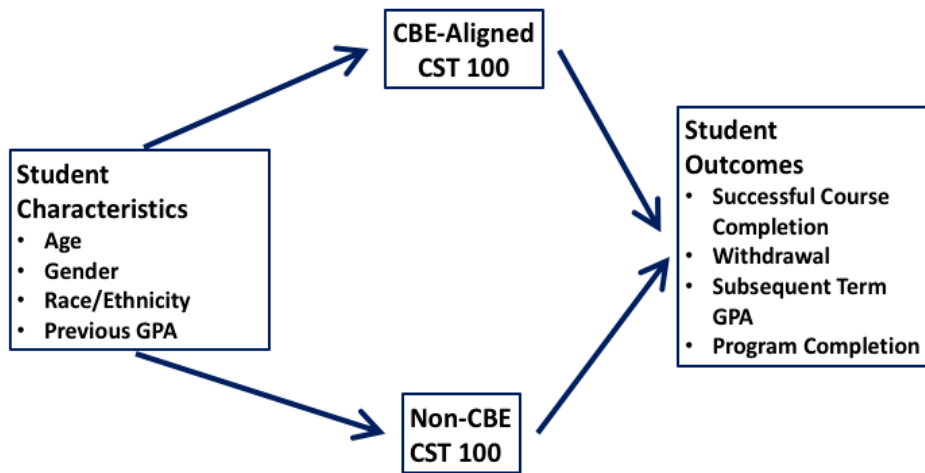 CBE-Aligned
CST 100
Student
Characteristics
• Age
• Gender
• Race/Ethnicity
• Previous GPA
Non-CBE
CST 100
Student
Outcomes
• Successful Course
Completion
• Withdrawal
• Subsequent Term
GPA
• Program Completion